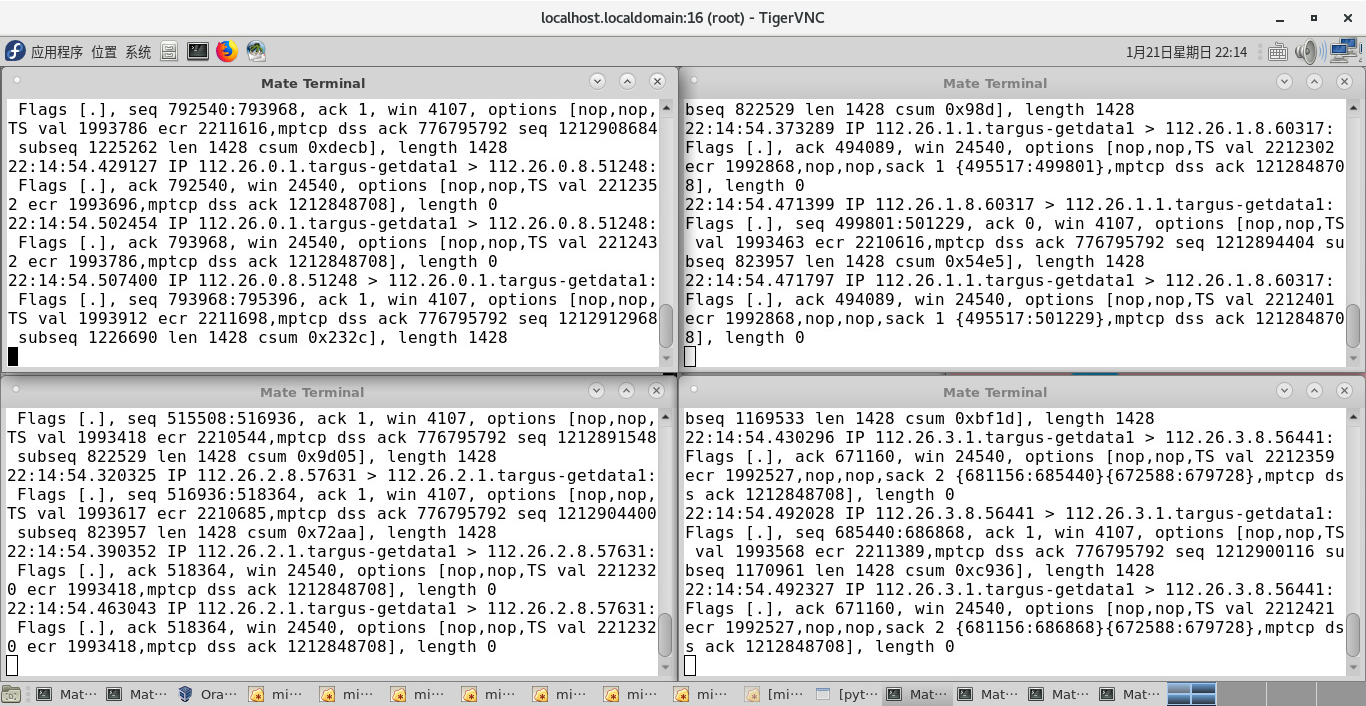 localhost.localdomain:16 (root) - TigerVNC
应用程序 位置 系统 1月21日星期日 22:14
Mate Terminal
Flags [.], seq 792540:793968, ack 1, win 4107, options [nop,nop,
TS val 1993786 ecr 2211616,mptcp dss ack 776795792 seq 1212908684
subseq 1225262 len 1428 csum 0xdecb], length 1428
22:14:54.429127 IP 112.26.0.1.targus-getdata1 > 112.26.0.8.51248:
Flags [.], ack 792540, win 24540, options [nop,nop,TS val 221235
2 ecr 1993696,mptcp dss ack 1212848708], length 0
22:14:54.502454 IP 112.26.0.1.targus-getdata1 > 112.26.0.8.51248:
Flags [.], ack 793968, win 24540, options [nop,nop,TS val 221243
2 ecr 1993786,mptcp dss ack 1212848708], length 0
22:14:54.507400 IP 112.26.0.8.51248 > 112.26.0.1.targus-getdata1:
Flags [.], seq 793968:795396, ack 1, win 4107, options [nop,nop,
TS val 1993912 ecr 2211698,mptcp dss ack 776795792 seq 1212912968
subseq 1226690 len 1428 csum 0x232c], length 1428
Mate Terminal
bseq 822529 len 1428 csum 0x98d], length 1428
22:14:54.373289 IP 112.26.1.1.targus-getdata1 > 112.26.1.8.60317:
Flags [.], ack 494089, win 24540, options [nop,nop,TS val 2212302
ecr 1992868,nop,nop,sack 1 {495517:499801},mptcp dss ack 121284870
8], length 0
22:14:54.471399 IP 112.26.1.8.60317 > 112.26.1.1.targus-getdata1:
Flags [.], seq 499801:501229, ack 0, win 4107, options [nop,nop,TS
val 1993463 ecr 2210616,mptcp dss ack 776795792 seq 1212894404 su
bseq 823957 len 1428 csum 0x54e5], length 1428
22:14:54.471797 IP 112.26.1.1.targus-getdata1 > 112.26.1.8.60317:
Flags [.], ack 494089, win 24540, options [nop,nop,TS val 2212401
ecr 1992868,nop,nop,sack 1 {495517:501229},mptcp dss ack 121284870
8], length 0
Mate Terminal
Flags [.], seq 515508:516936, ack 1, win 4107, options [nop,nop,
TS val 1993418 ecr 2210544,mptcp dss ack 776795792 seq 1212891548
subseq 822529 len 1428 csum 0x9d05], length 1428
22:14:54.320325 IP 112.26.2.8.57631 > 112.26.2.1.targus-getdata1:
Flags [.], seq 516936:518364, ack 1, win 4107, options [nop,nop,
TS val 1993617 ecr 2210685,mptcp dss ack 776795792 seq 1212904400
subseq 823957 len 1428 csum 0x72aa], length 1428
22:14:54.390352 IP 112.26.2.1.targus-getdata1 > 112.26.2.8.57631:
Flags [.], ack 518364, win 24540, options [nop,nop,TS val 221232
0 ecr 1993418,mptcp dss ack 1212848708], length 0
22:14:54.463043 IP 112.26.2.1.targus-getdata1 > 112.26.2.8.57631:
Flags [.], ack 518364, win 24540, options [nop,nop,TS val 221232
0 ecr 1993418,mptcp dss ack 1212848708], length 0
Mate Terminal
bseq 1169533 len 1428 csum 0xbf1d], length 1428
22:14:54.430296 IP 112.26.3.1.targus-getdata1 > 112.26.3.8.56441:
Flags [.], ack 671160, win 24540, options [nop,nop,TS val 2212359
ecr 1992527,nop,nop,sack 2 {681156:685440}{672588:679728},mptcp ds
s ack 1212848708], length 0
22:14:54.492028 IP 112.26.3.8.56441 > 112.26.3.1.targus-getdata1:
Flags [.], seq 685440:686868, ack 1, win 4107, options [nop,nop,TS
val 1993568 ecr 2211389,mptcp dss ack 776795792 seq 1212900116 su
bseq 1170961 len 1428 csum 0xc936], length 1428
22:14:54.492327 IP 112.26.3.1.targus-getdata1 > 112.26.3.8.56441:
Flags [.], ack 671160, win 24540, options [nop,nop,TS val 2212421
ecr 1992527,nop,nop,sack 2 {681156:686868}{672588:679728},mptcp ds
s ack 1212848708], length 0
Mat… Mat… Ora… mi… mi… mi… mi… mi… mi… mi… [mi… [pyt… Mat… Mat… Mat… Mat…